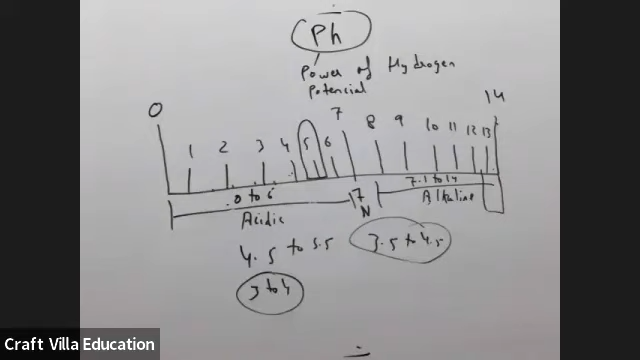 Ph
Power of Hydrogen
Potencial
0 1 2 3 4 5 6 7 8 9 10 11 12 13 14
0 to 6 7 7.1 to 14
Acidic N Alkaline
4.5 to 5.5 3.5 to 4.5
3 to 4
Craft Villa Education